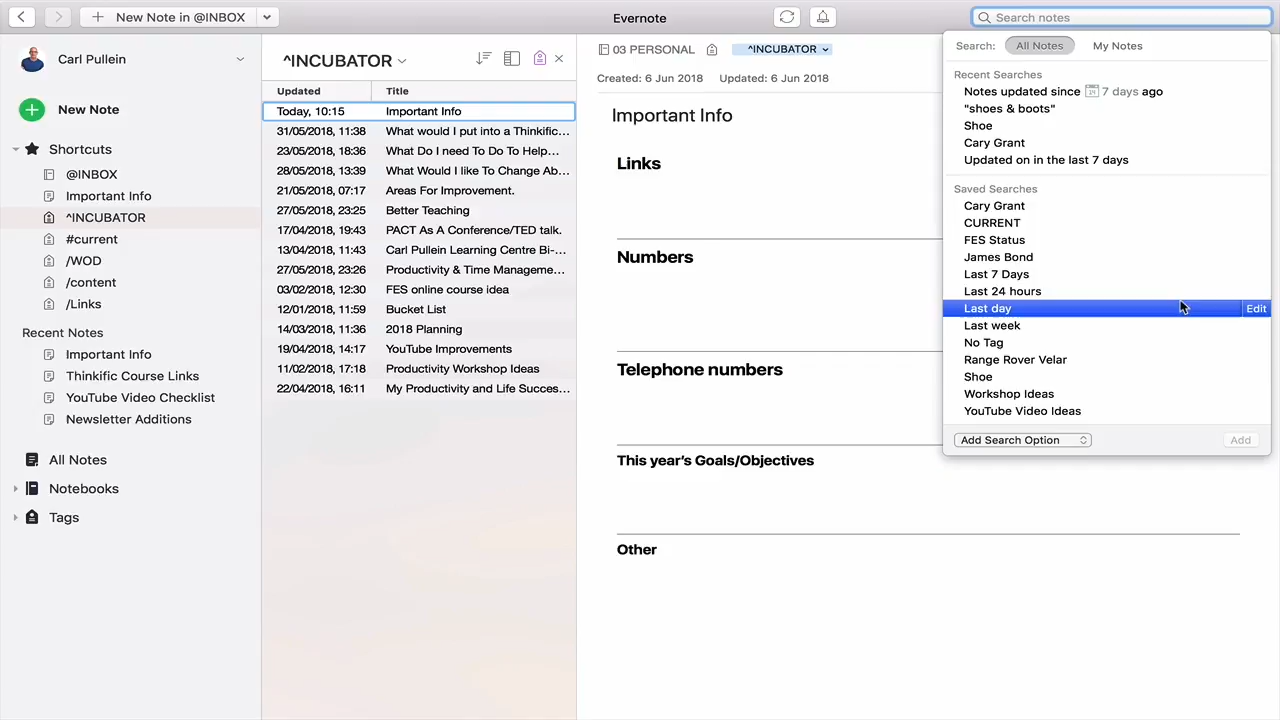 New Note in @INBOX
Evernote
Search notes
Carl Pullein
New Note
Shortcuts
@INBOX
Important Info
^INCUBATOR
#current
/WOD
/content
/Links
Recent Notes
Important Info
Thinkific Course Links
YouTube Video Checklist
Newsletter Additions
All Notes
Notebooks
Tags
^INCUBATOR
Updated Title
Today, 10:15 Important Info
31/05/2018, 11:38 What would I put into a Thinkific...
23/05/2018, 18:36 What Do I need To Do To Help...
28/05/2018, 13:39 What Would I like To Change Ab...
21/05/2018, 07:17 Areas For Improvement.
27/05/2018, 23:25 Better Teaching
17/04/2018, 19:43 PACT As A Conference/TED talk.
13/04/2018, 11:43 Carl Pullein Learning Centre Bi-...
27/05/2018, 23:26 Productivity & Time Manageme...
03/02/2018, 12:30 FES online course idea
12/01/2018, 11:59 Bucket List
14/03/2018, 11:36 2018 Planning
19/04/2018, 14:17 YouTube Improvements
11/02/2018, 17:18 Productivity Workshop Ideas
22/04/2018, 16:11 My Productivity and Life Succes...
03 PERSONAL ^INCUBATOR
Created: 6 Jun 2018 Updated: 6 Jun 2018
Important Info
Links
Numbers
Telephone numbers
This year's Goals/Objectives
Other
Search: All Notes My Notes
Recent Searches
Notes updated since 7 days ago
"shoes & boots"
Shoe
Cary Grant
Updated on in the last 7 days
Saved Searches
Cary Grant
CURRENT
FES Status
James Bond
Last 7 Days
Last 24 hours
Last day Edit
Last week
No Tag
Range Rover Velar
Shoe
Workshop Ideas
YouTube Video Ideas
Add Search Option Add